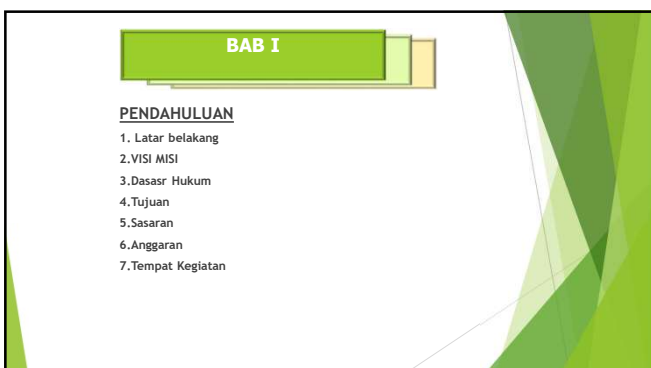 BAB I
PENDAHULUAN
1. Latar belakang
2.VISI MISI
3.Dasasr Hukum
4.Tujuan
5.Sasaran
6.Anggaran
7.Tempat Kegiatan